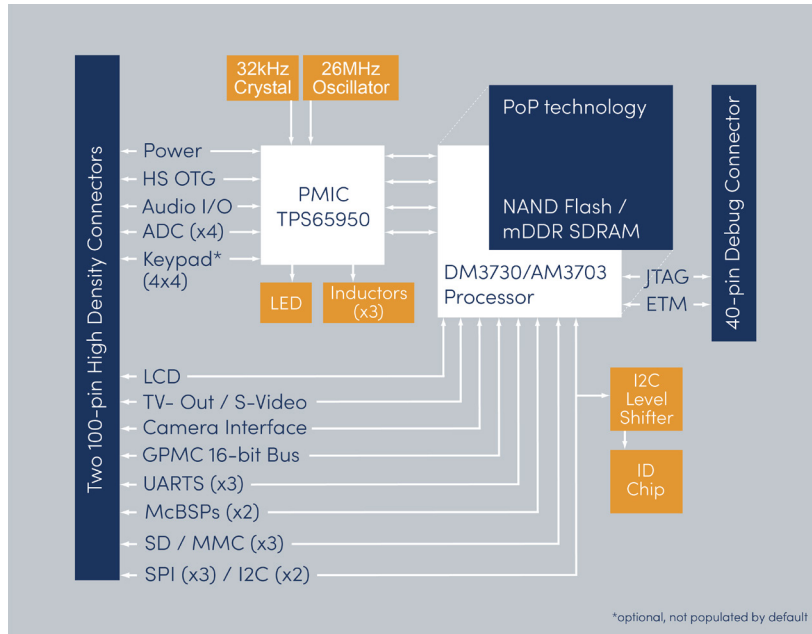 32kHz
Crystal
26MHz
Oscillator
PoP technology
NAND Flash /
mDDR SDRAM
Two 100-pin High Density Connectors
Power
HS OTG
Audio I/O
ADC (x4)
Keypad*
(4x4)
PMIC
TPS65950
LED
Inductors
(x3)
DM3730/AM3703
Processor
JTAG
ETM
40-pin Debug Connector
LCD
TV- Out / S-Video
Camera Interface
GPMC 16-bit Bus
UARTS (x3)
McBSPs (x2)
SD / MMC (x3)
SPI (x3) / I2C (x2)
I2C
Level
Shifter
ID
Chip
*optional, not populated by default